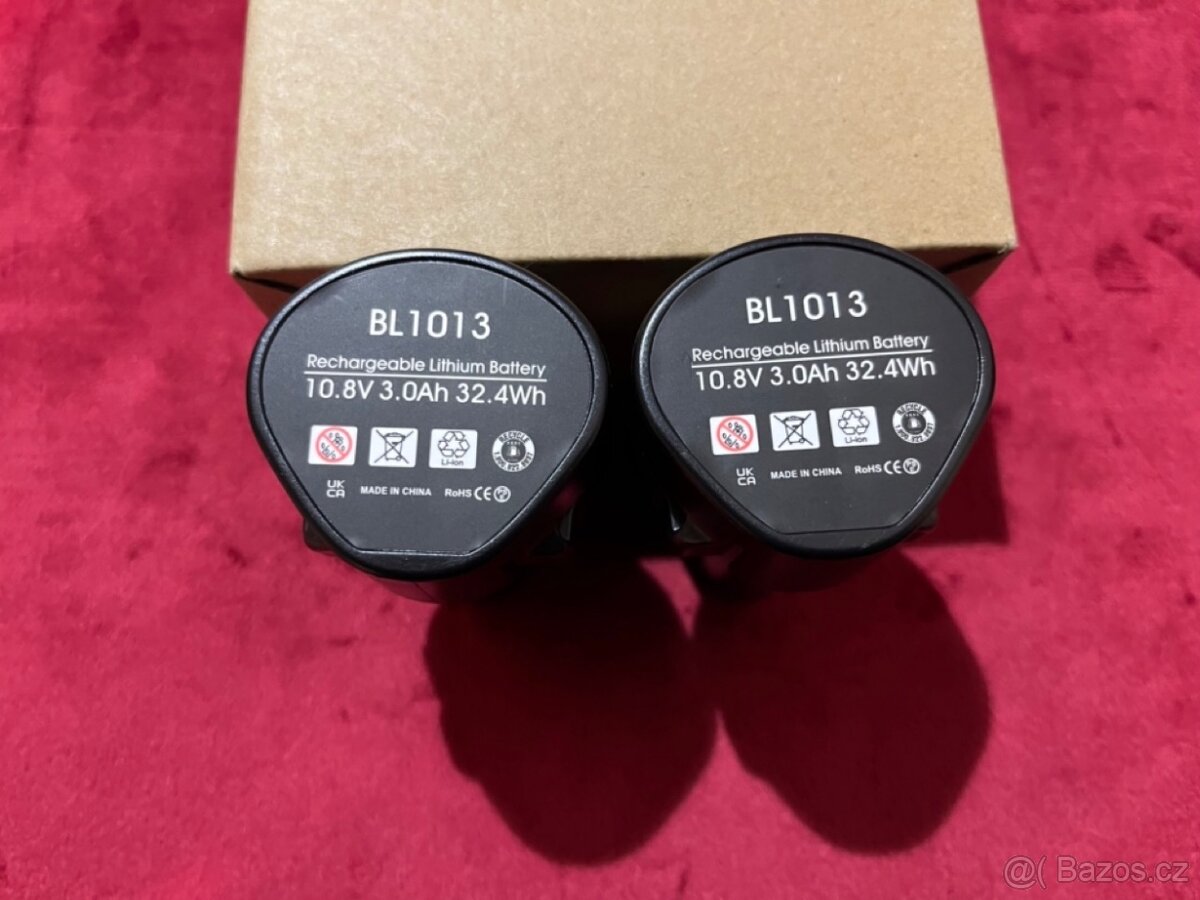 BL1013
Rechargeable Lithium Battery
10.8V 3.0Ah 32.4Wh
Li-ion
RECYCLE
UK
CA
MADE IN CHINA
RoHS CE
BL1013
Rechargeable Lithium Battery
10.8V 3.0Ah 32.4Wh
Li-ion
RECYCLE
UK
CA
MADE IN CHINA
RoHS CE
@( Bazos.cz